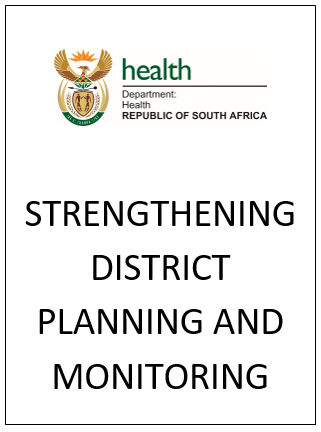 health
Department:
Health
REPUBLIC OF SOUTH AFRICA
STRENGTHENING
DISTRICT
PLANNING AND
MONITORING